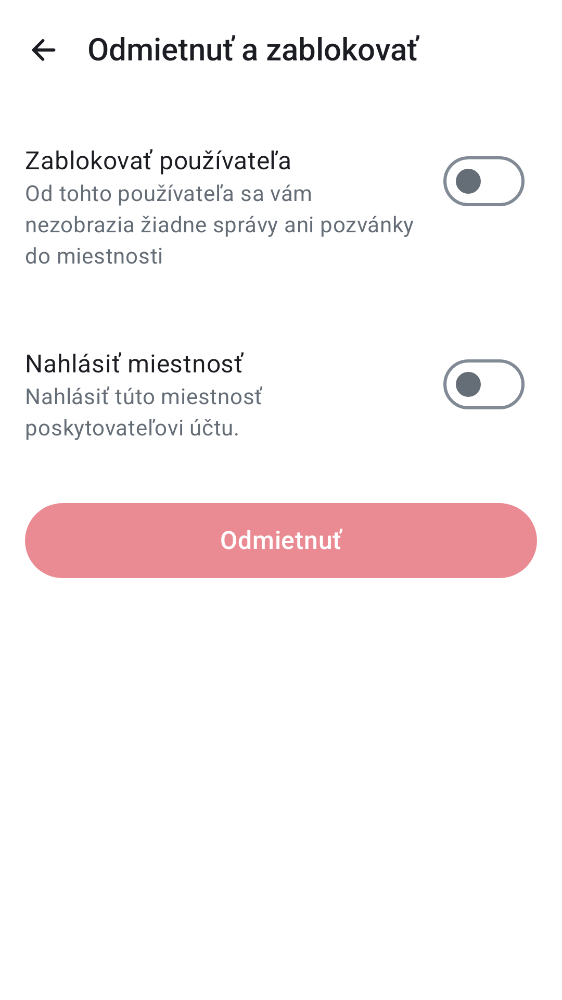 Odmietnuť a zablokovať
Zablokovať používateľa
Od tohto používateľa sa vám
nezobrazia žiadne správy ani pozvánky
do miestnosti
Nahlásiť miestnosť
Nahlásiť túto miestnosť
poskytovateľovi účtu.
Odmietnuť